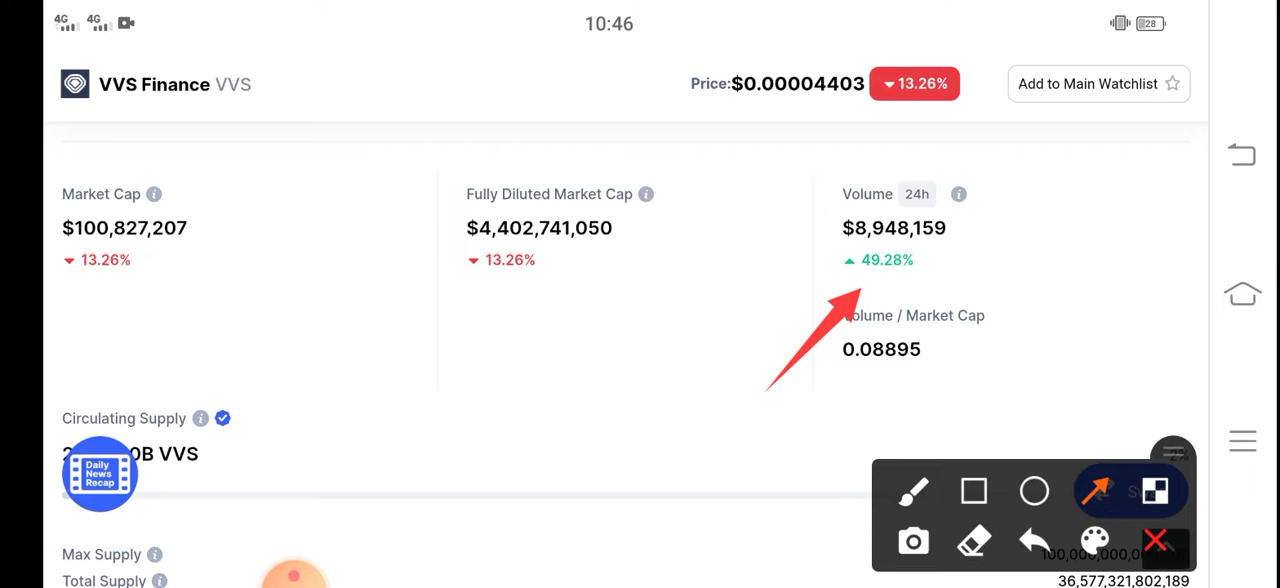 4G 4G 10:46 28
VVS Finance VVS Price:$0.00004403 13.26% Add to Main Watchlist
Market Cap Fully Diluted Market Cap Volume 24h
$100,827,207 $4,402,741,050 $8,948,159
13.26% 13.26% 49.28%
Volume / Market Cap
0.08895
Circulating Supply
0B VVS
Daily
News
Recap
Max Supply
Total Supply 36,577,321,802,189